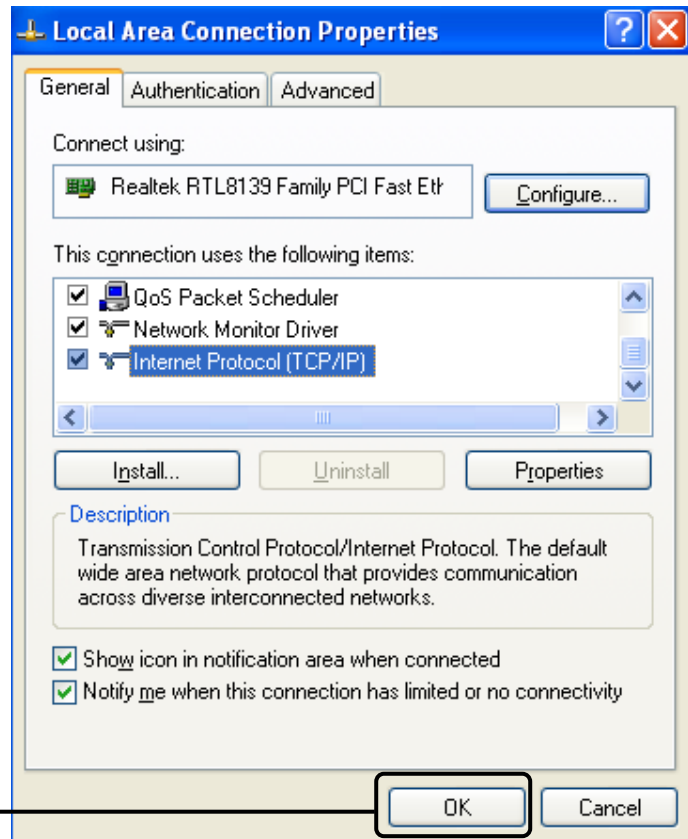 Local Area Connection Properties
?
General Authentication Advanced
Connect using:
Realtek RTL8139 Family PCI Fast Eth
Configure...
This connection uses the following items:
QoS Packet Scheduler
Network Monitor Driver
Internet Protocol (TCP/IP)
Install... Uninstall Properties
Description
Transmission Control Protocol/Internet Protocol. The default
wide area network protocol that provides communication
across diverse interconnected networks.
Show icon in notification area when connected
Notify me when this connection has limited or no connectivity
OK Cancel